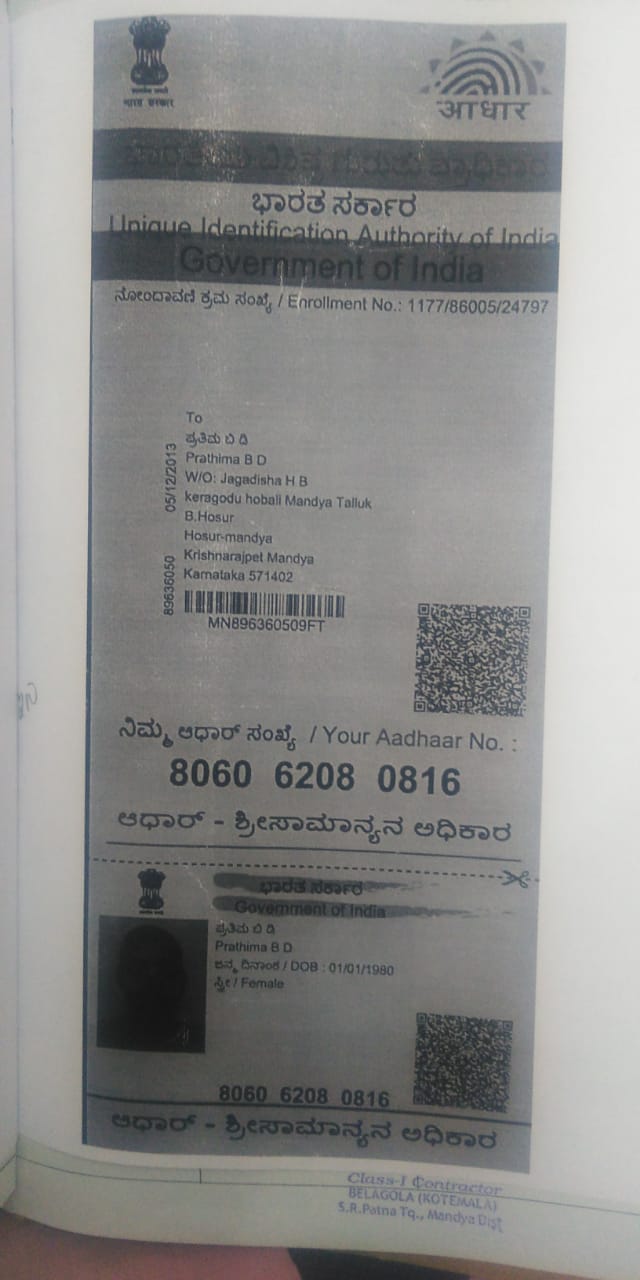 भारत सरकार
आधार
ಭಾರತ ಸರ್ಕಾರ
Unique Identification Authority of India
Government of India
ನೋಂದಾವಣಿ ಕ್ರಮ ಸಂಖ್ಯೆ / Enrollment No.: 1177/86005/24797
To
ಪ್ರತಿಮ ಬಿ ಡಿ
Prathima B D
W/O: Jagadisha H B
keragodu hobali Mandya Talluk
B.Hosur
Hosur-mandya
Krishnarajpet Mandya
Karnataka 571402
05/12/2013
89636050
MN896360509FT
ನಿಮ್ಮ ಆಧಾರ್ ಸಂಖ್ಯೆ / Your Aadhaar No. :
8060 6208 0816
ಆಧಾರ್ - ಶ್ರೀಸಾಮಾನ್ಯನ ಅಧಿಕಾರ
ಭಾರತ ಸರ್ಕಾರ
Government of India
ಪ್ರತಿಮ ಬಿ ಡಿ
Prathima B D
ಜನ್ಮ ದಿನಾಂಕ / DOB : 01/01/1980
ಸ್ತ್ರೀ / Female
8060 6208 0816
ಆಧಾರ್ - ಶ್ರೀಸಾಮಾನ್ಯನ ಅಧಿಕಾರ
Class-I Contractor
BELAGOLA (KOTEMALA)
S.R.Patna Tq., Mandya Dist